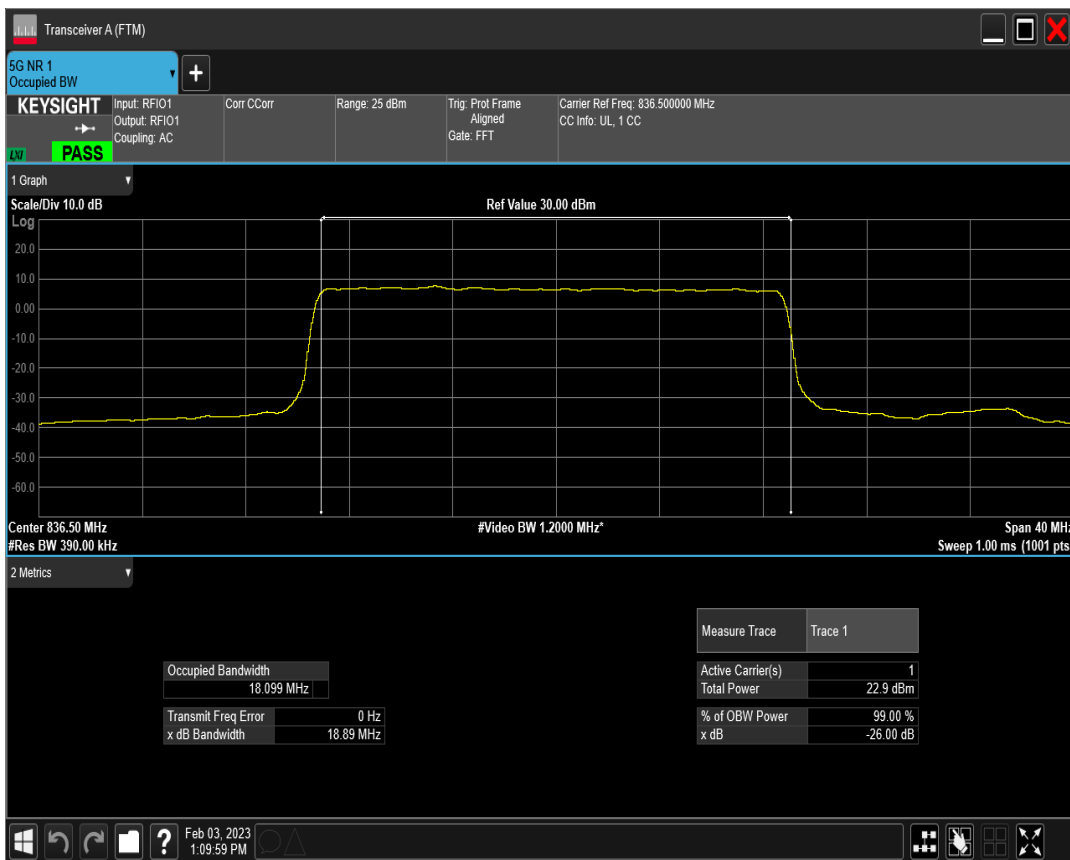 Transceiver A (FTM)
5G NR 1
Occupied BW
+
KEYSIGHT
LXI
PASS
Input: RFIO1
Output: RFIO1
Coupling: AC
Corr CCorr
Range: 25 dBm
Trig: Prot Frame
Aligned
Gate: FFT
Carrier Ref Freq: 836.500000 MHz
CC Info: UL, 1 CC
1 Graph
Scale/Div 10.0 dB
Ref Value 30.00 dBm
Log
20.0
10.0
0.00
-10.0
-20.0
-30.0
-40.0
-50.0
-60.0
Center 836.50 MHz
#Video BW 1.2000 MHz*
Span 40 MHz
#Res BW 390.00 kHz
Sweep 1.00 ms (1001 pts
2 Metrics
Measure Trace Trace 1
Occupied Bandwidth
18.099 MHz
Active Carrier(s) 1
Total Power 22.9 dBm
Transmit Freq Error 0 Hz
x dB Bandwidth 18.89 MHz
% of OBW Power 99.00 %
x dB -26.00 dB
?
Feb 03, 2023
1:09:59 PM